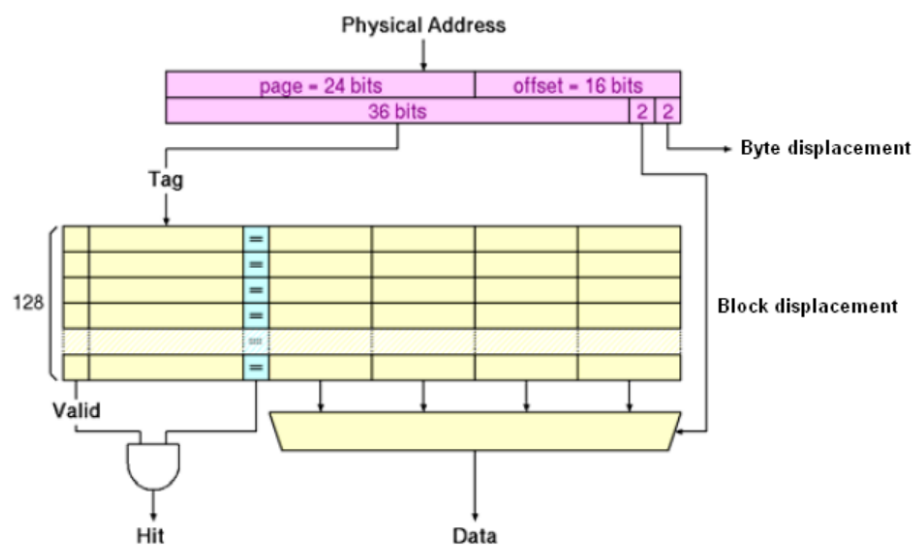 Physical Address
page = 24 bits offset = 16 bits
36 bits 2 2
Byte displacement
Tag
=
=
=
128
=
Block displacement
=
=
Valid
Hit
Data